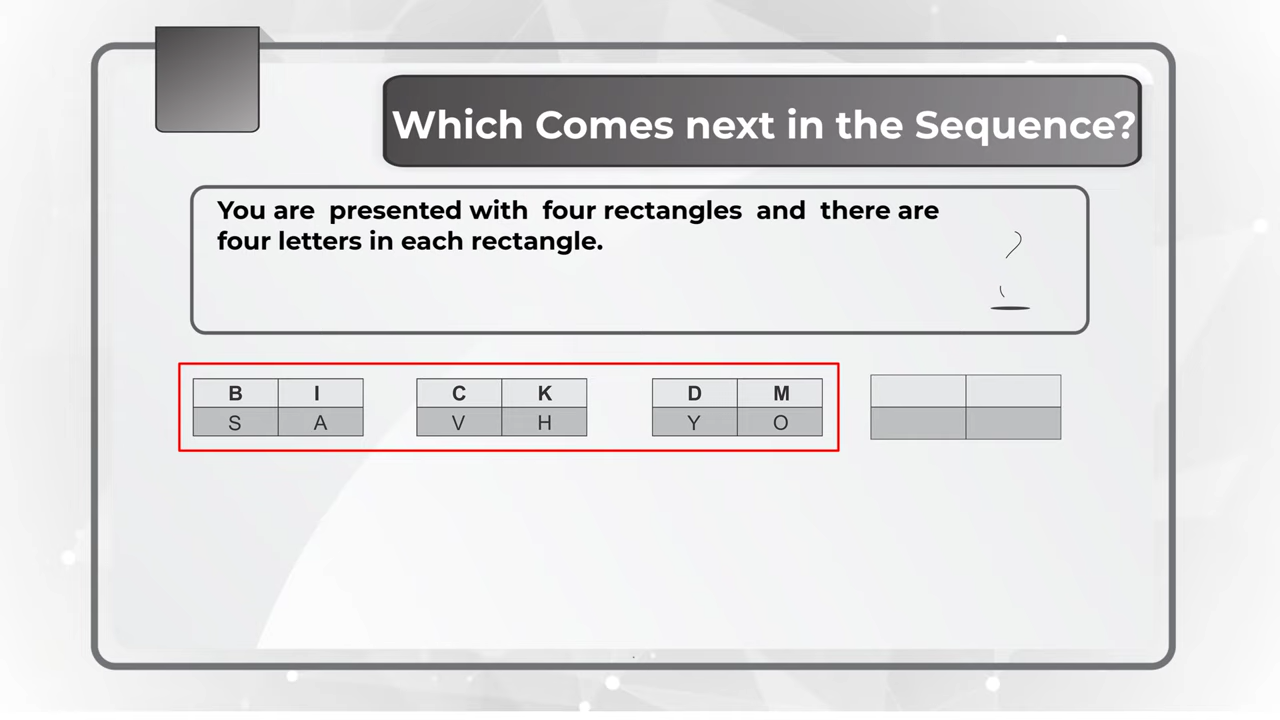 Which Comes next in the Sequence?
You are presented with four rectangles and there are
four letters in each rectangle.
B I C K D M
S A V H Y O